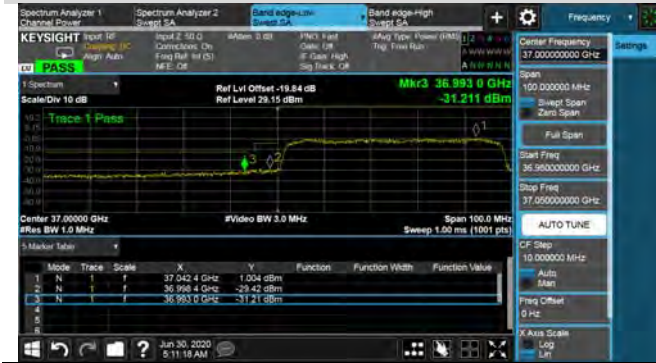 Spectrum Analyzer 1
Channel Power
Spectrum Analyzer 2
Swept SA
Band edge-Low
Swept SA
Band edge-High
Swept SA
Frequency
KEYSIGHT
Input: RF
Coupling: DC
Align: Auto
Input Z: 50 Ω
Corrections: On
Freq Ref: Int (S)
NFE: Off
#Atten: 0 dB
PNO: Fast
Gate: Off
IF Gain: High
Sig Track: Off
#Avg Type: Power (RMS)
Trig: Free Run
PASS
1 Spectrum
Scale/Div 10 dB
Ref Lvl Offset -19.84 dB
Ref Level 29.15 dBm
Mkr3 36.993 0 GHz
-31.211 dBm
Trace 1 Pass
Center 37.00000 GHz
#Res BW 1.0 MHz
#Video BW 3.0 MHz
Span 100.0 MHz
Sweep 1.00 ms (1001 pts)
5 Marker Table
Mode Trace Scale X Y Function Function Width Function Value
1 N 1 f 37.042 4 GHz 1.004 dBm
2 N 1 f 36.998 4 GHz -29.42 dBm
3 N 1 f 36.993 0 GHz -31.21 dBm
4
5
6
Jun 30, 2020
5:11:18 AM
Center Frequency
37.00000000 GHz
Settings
Span
100.000000 MHz
Swept Span
Zero Span
Full Span
Start Freq
36.950000000 GHz
Stop Freq
37.050000000 GHz
AUTO TUNE
CF Step
10.000000 MHz
Auto
Man
Freq Offset
0 Hz
X Axis Scale
Log
Lin